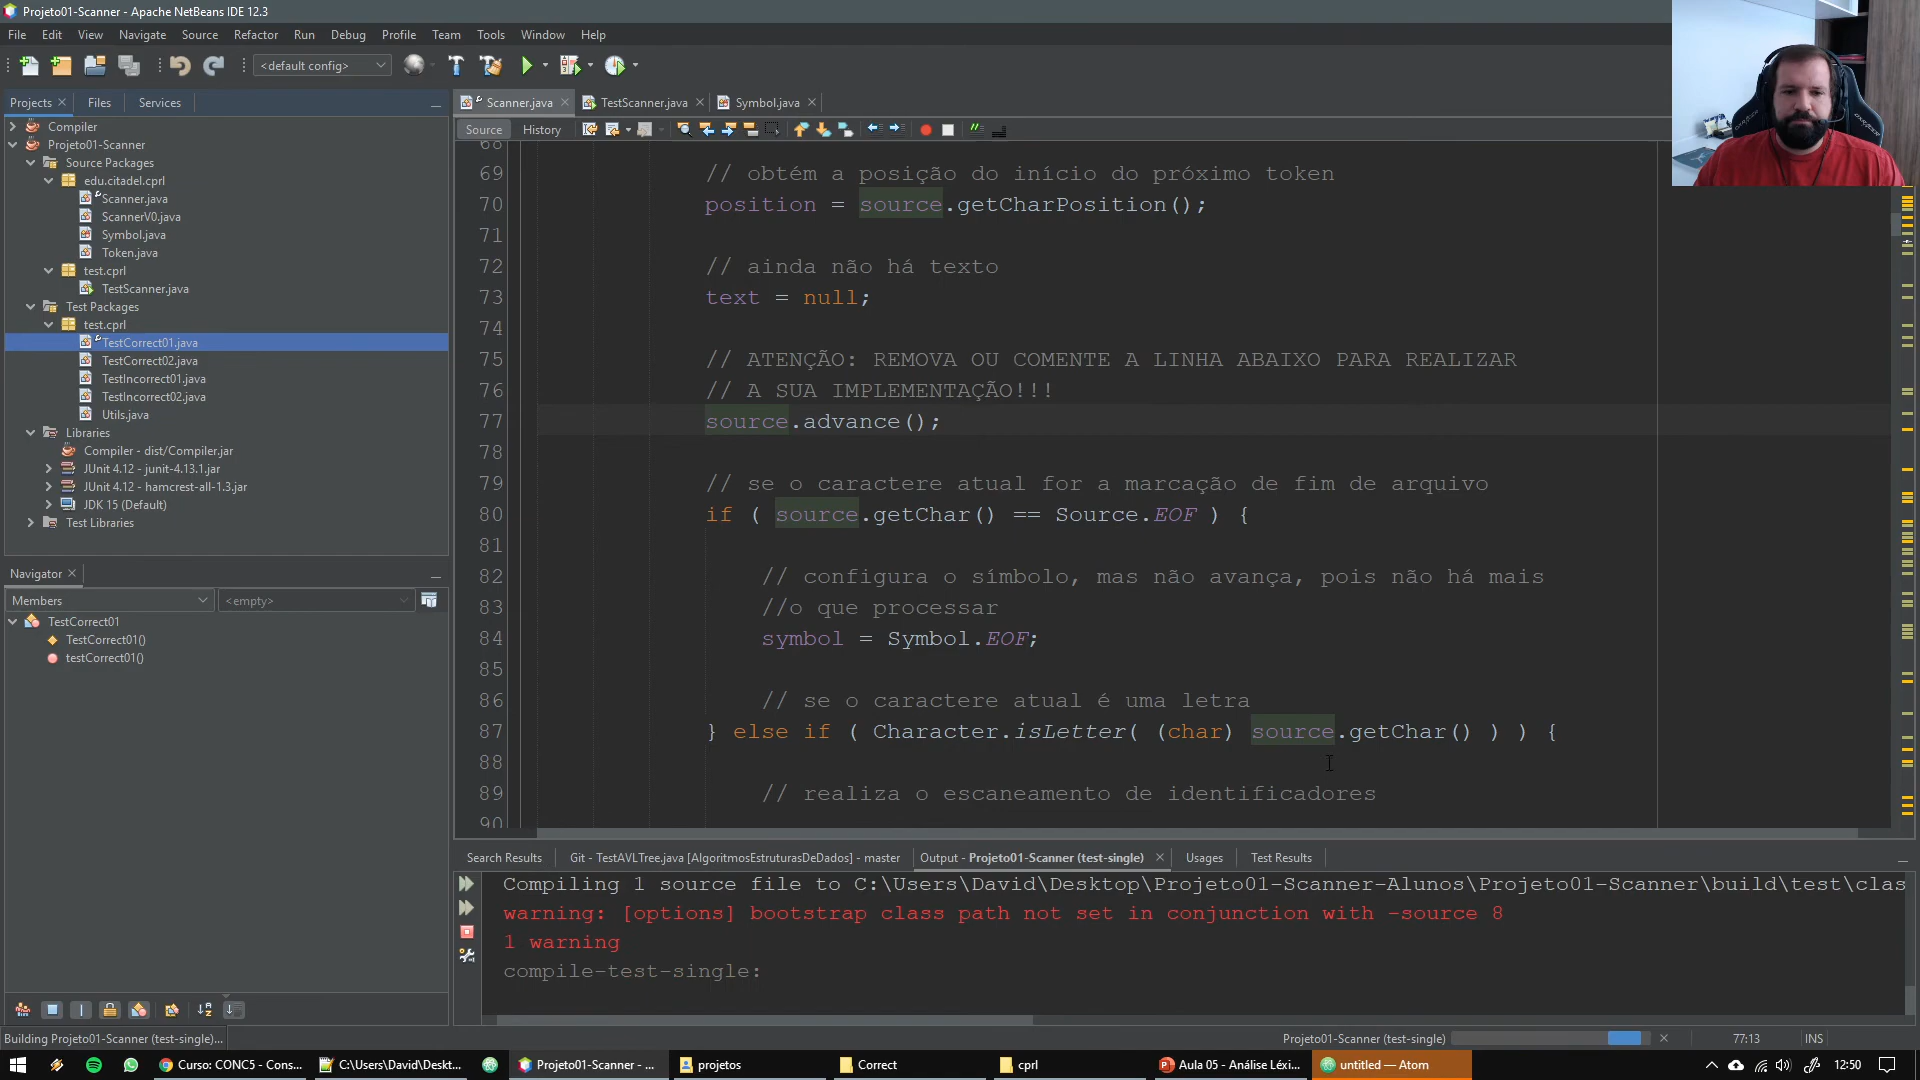 Projeto01-Scanner - Apache NetBeans IDE 12.3
File Edit View Navigate Source Refactor Run Debug Profile Team Tools Window Help
<default config>
Projects Files Services
Compiler
Projeto01-Scanner
Source Packages
edu.citadel.cprl
Scanner.java
ScannerV0.java
Symbol.java
Token.java
test.cprl
TestScanner.java
Test Packages
test.cprl
TestCorrect01.java
TestCorrect02.java
TestIncorrect01.java
TestIncorrect02.java
Utils.java
Libraries
Compiler - dist/Compiler.jar
JUnit 4.12 - junit-4.13.1.jar
JUnit 4.12 - hamcrest-all-1.3.jar
JDK 15 (Default)
Test Libraries
Navigator
Members <empty>
TestCorrect01
TestCorrect01()
testCorrect01()
Scanner.java TestScanner.java Symbol.java
Source History
68
69 // obtém a posição do início do próximo token
70 position = source.getCharPosition();
71
72 // ainda não há texto
73 text = null;
74
75 // ATENÇÃO: REMOVA OU COMENTE A LINHA ABAIXO PARA REALIZAR
76 // A SUA IMPLEMENTAÇÃO!!!
77 source.advance();
78
79 // se o caractere atual for a marcação de fim de arquivo
80 if ( source.getChar() == Source.EOF ) {
81
82 // configura o símbolo, mas não avança, pois não há mais
83 //o que processar
84 symbol = Symbol.EOF;
85
86 // se o caractere atual é uma letra
87 } else if ( Character.isLetter( (char) source.getChar() ) ) {
88
89 // realiza o escaneamento de identificadores
90
Search Results Git - TestAVLTree.java [AlgoritmosEstruturasDeDados] - master Output - Projeto01-Scanner (test-single) Usages Test Results
Compiling 1 source file to C:\Users\David\Desktop\Projeto01-Scanner-Alunos\Projeto01-Scanner\build\test\clas
warning: [options] bootstrap class path not set in conjunction with -source 8
1 warning
compile-test-single:
Building Projeto01-Scanner (test-single)... Projeto01-Scanner (test-single) 77:13 INS
Curso: CONC5 - Cons... C:\Users\David\Deskt... Projeto01-Scanner - ... projetos Correct cprl Aula 05 - Análise Léxi... untitled — Atom 12:50